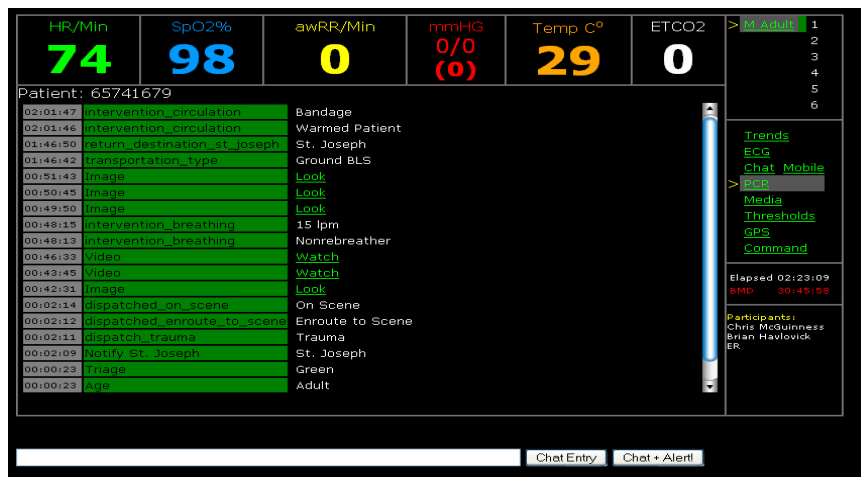 HR/Min SpO2% awRR/Min mmHG Temp Cº ETCO2
74 98 0 0/0 (0) 29 0
> M Adult 1
2
3
4
5
6
Patient: 65741679
02:01:47 intervention_circulation Bandage
02:01:46 intervention_circulation Warmed Patient
01:46:50 return_destination_st_joseph St. Joseph
01:46:42 transportation_type Ground BLS
00:51:43 Image Look
00:50:45 Image Look
00:49:50 Image Look
00:48:15 intervention_breathing 15 lpm
00:48:13 intervention_breathing Nonrebreather
00:46:33 Video Watch
00:43:45 Video Watch
00:42:31 Image Look
00:02:14 dispatched_on_scene On Scene
00:02:12 dispatched_enroute_to_scene Enroute to Scene
00:02:11 dispatch_trauma Trauma
00:02:09 Notify St. Joseph St. Joseph
00:00:23 Triage Green
00:00:23 Age Adult
Trends
ECG
Chat Mobile
> PCR
Media
Thresholds
GPS
Command
Elapsed 02:23:09
BMD 30:45:58
Participants:
Chris McGuinness
Brian Havlovick
ER
Chat Entry Chat + Alert!